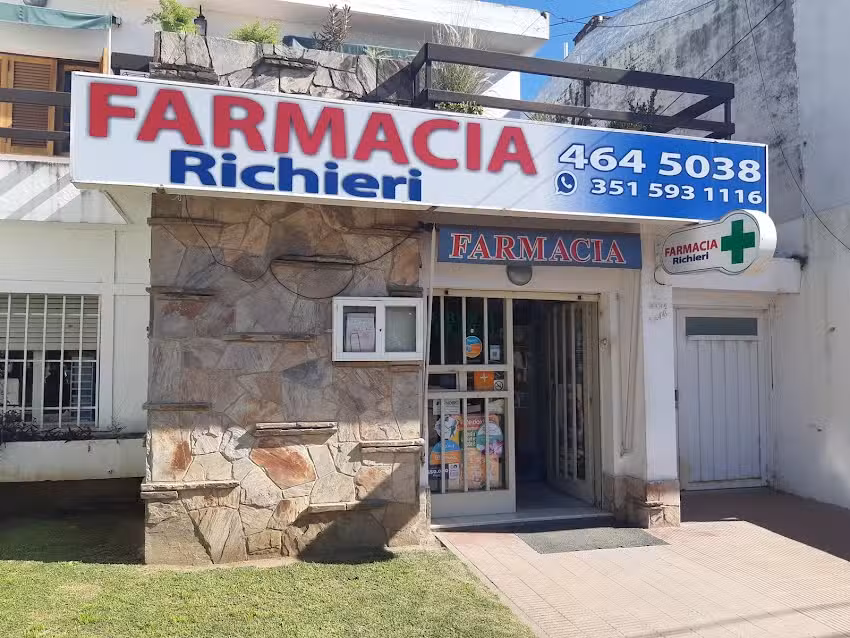 FARMACIA
Richieri
464 5038
351 593 1116
FARMACIA
FARMACIA
Richieri